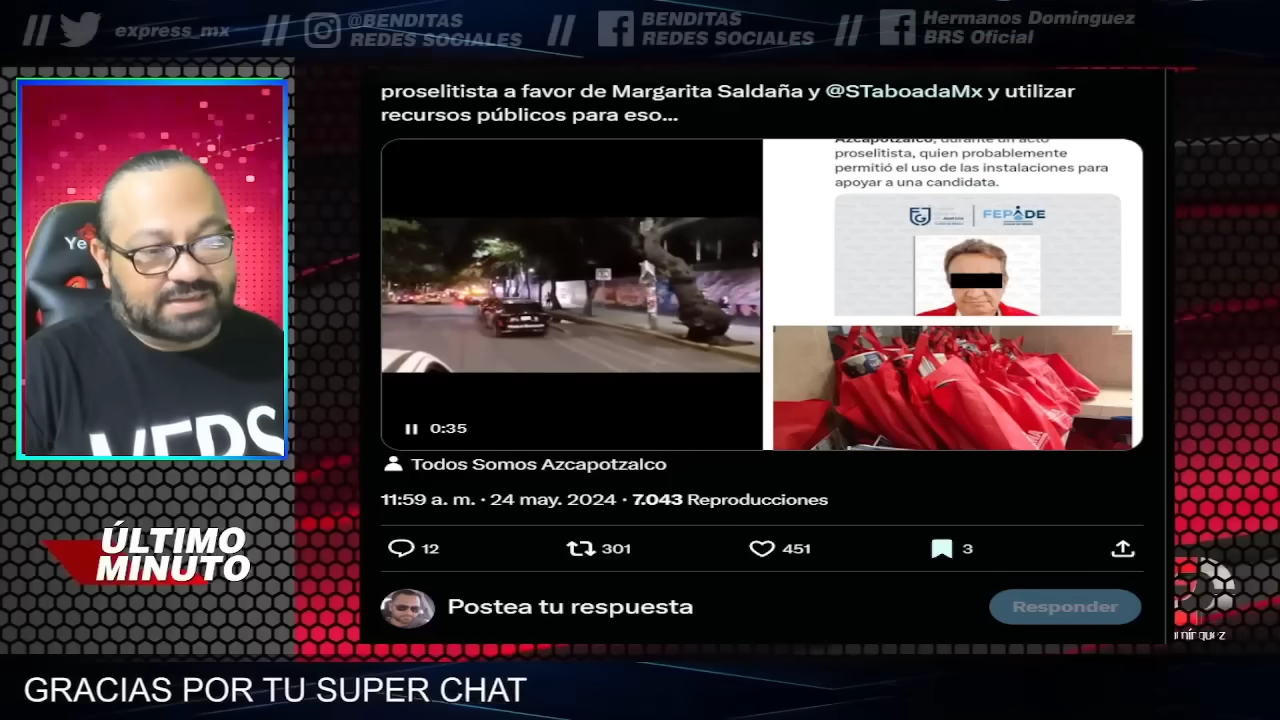 express_mx
@BENDITAS
REDES SOCIALES
BENDITAS
REDES SOCIALES
Hermanos Dominguez
BRS Oficial
proselitista a favor de Margarita Saldaña y @STaboadaMx y utilizar
recursos públicos para eso...
Azcapotzalco, durante un acto
proselitista, quien probablemente
permitió el uso de las instalaciones para
apoyar a una candidata.
FEPADE
0:35
Todos Somos Azcapotzalco
11:59 a. m. · 24 may. 2024 · 7.043 Reproducciones
12
301
451
3
Postea tu respuesta
Responder
Ye
VERS
ÚLTIMO
MINUTO
GRACIAS POR TU SUPER CHAT